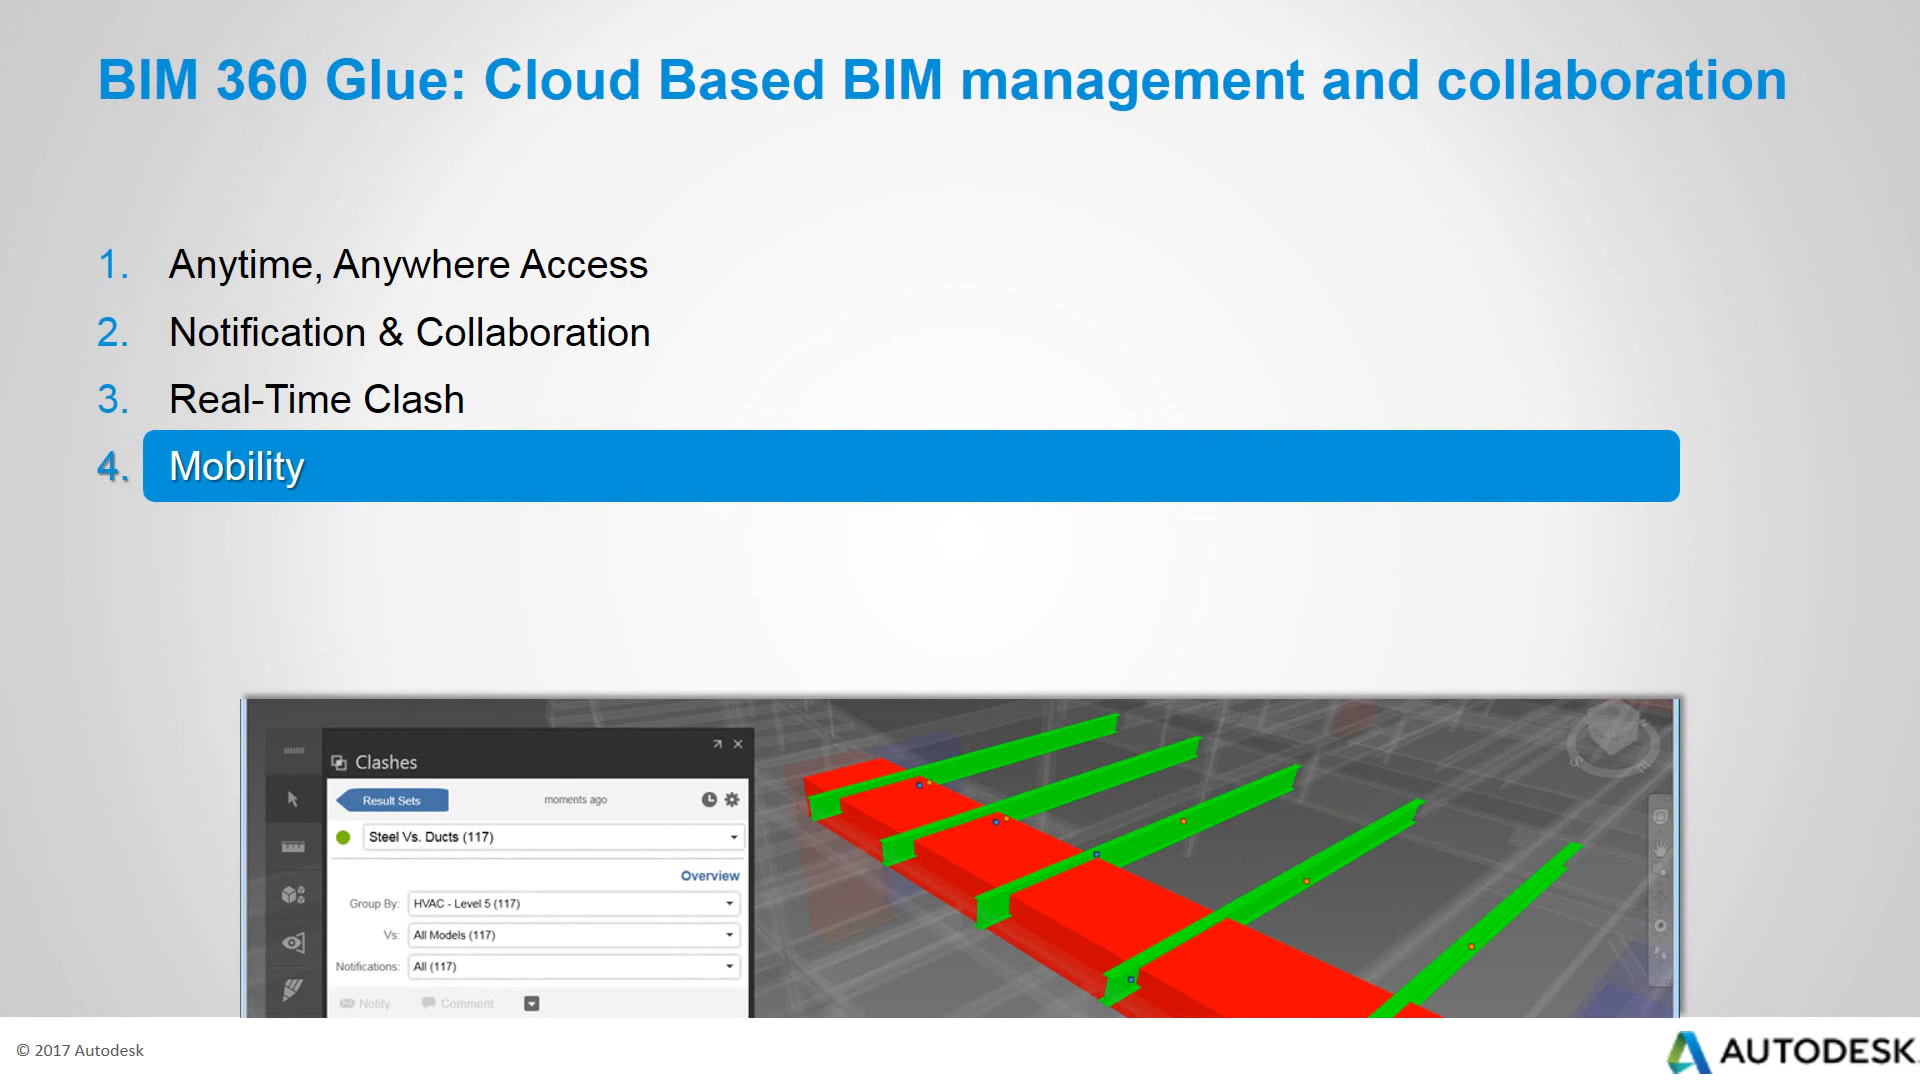 BIM 360 Glue: Cloud Based BIM management and collaboration
1. Anytime, Anywhere Access
2. Notification & Collaboration
3. Real-Time Clash
4. Mobility
Clashes
Result Sets moments ago
Steel Vs. Ducts (117)
Overview
Group By: HVAC - Level 5 (117)
Vs: All Models (117)
Notifications: All (117)
Notify Comment
© 2017 Autodesk
AUTODESK.